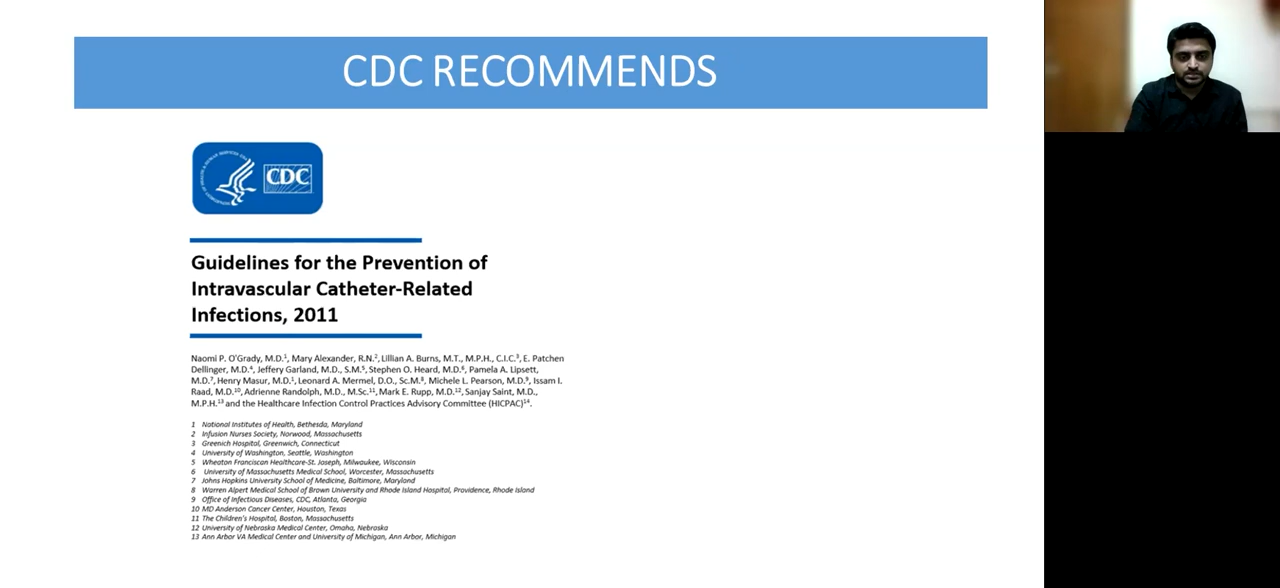 CDC RECOMMENDS
CDC
Guidelines for the Prevention of
Intravascular Catheter-Related
Infections, 2011
Naomi P. O'Grady, M.D.1, Mary Alexander, R.N.2, Lillian A. Burns, M.T., M.P.H., C.I.C.3, E. Patchen
Dellinger, M.D.4, Jeffery Garland, M.D., S.M.5, Stephen O. Heard, M.D.6, Pamela A. Lipsett,
M.D.7, Henry Masur, M.D.1, Leonard A. Mermel, D.O., Sc.M.8, Michele L. Pearson, M.D.9, Issam I.
Raad, M.D.10, Adrienne Randolph, M.D., M.Sc.11, Mark E. Rupp, M.D.12, Sanjay Saint, M.D.,
M.P.H.13 and the Healthcare Infection Control Practices Advisory Committee (HICPAC)14.
1 National Institutes of Health, Bethesda, Maryland
2 Infusion Nurses Society, Norwood, Massachusetts
3 Greenich Hospital, Greenwich, Connecticut
4 University of Washington, Seattle, Washington
5 Wheaton Franciscan Healthcare-St. Joseph, Milwaukee, Wisconsin
6 University of Massachusetts Medical School, Worcester, Massachusetts
7 Johns Hopkins University School of Medicine, Baltimore, Maryland
8 Warren Alpert Medical School of Brown University and Rhode Island Hospital, Providence, Rhode Island
9 Office of Infectious Diseases, CDC, Atlanta, Georgia
10 MD Anderson Cancer Center, Houston, Texas
11 The Children's Hospital, Boston, Massachusetts
12 University of Nebraska Medical Center, Omaha, Nebraska
13 Ann Arbor VA Medical Center and University of Michigan, Ann Arbor, Michigan